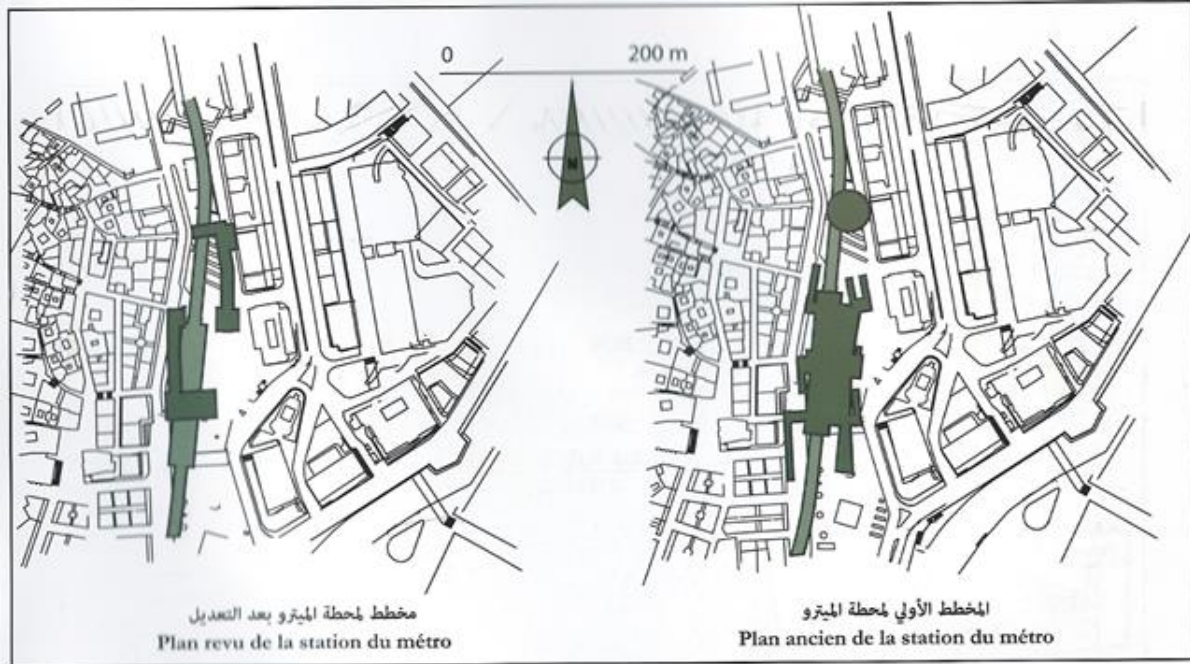 0 200 m
N
مخطط لمحطة الميترو بعد التعديل
Plan revu de la station du métro
المخطط الأولي لمحطة الميترو
Plan ancien de la station du métro